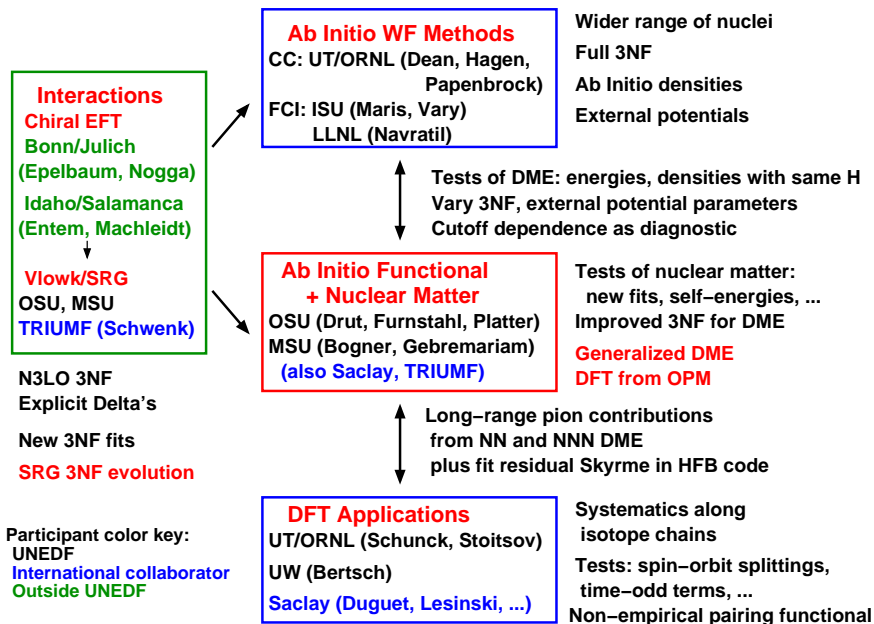 Interactions
Chiral EFT
Bonn/Julich
(Epelbaum, Nogga)
Idaho/Salamanca
(Entem, Machleidt)
Vlowk/SRG
OSU, MSU
TRIUMF (Schwenk)
N3LO 3NF
Explicit Delta's
New 3NF fits
SRG 3NF evolution
Participant color key:
UNEDF
International collaborator
Outside UNEDF
Ab Initio WF Methods
CC: UT/ORNL (Dean, Hagen,
Papenbrock)
FCI: ISU (Maris, Vary)
LLNL (Navratil)
Wider range of nuclei
Full 3NF
Ab Initio densities
External potentials
Tests of DME: energies, densities with same H
Vary 3NF, external potential parameters
Cutoff dependence as diagnostic
Ab Initio Functional
+ Nuclear Matter
OSU (Drut, Furnstahl, Platter)
MSU (Bogner, Gebremariam)
(also Saclay, TRIUMF)
Tests of nuclear matter:
new fits, self−energies, ...
Improved 3NF for DME
Generalized DME
DFT from OPM
Long−range pion contributions
from NN and NNN DME
plus fit residual Skyrme in HFB code
DFT Applications
UT/ORNL (Schunck, Stoitsov)
UW (Bertsch)
Saclay (Duguet, Lesinski, ...)
Systematics along
isotope chains
Tests: spin−orbit splittings,
time−odd terms, ...
Non−empirical pairing functional